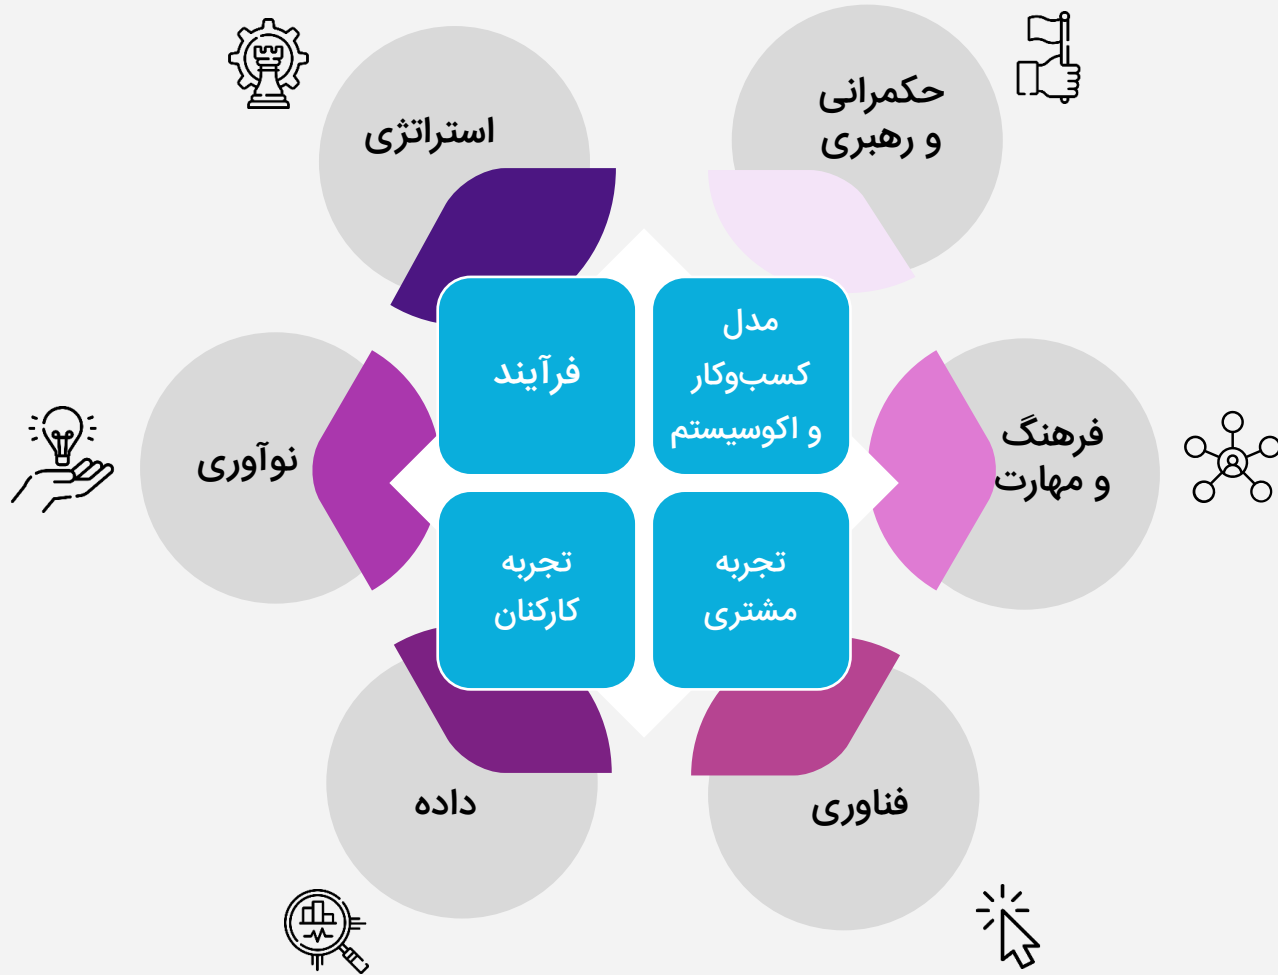 حکمرانی
و رهبری
استراتژی
مدل
کسب‌وکار
و اکوسیستم
فرآیند
فرهنگ
و مهارت
نوآوری
تجربه
مشتری
تجربه
کارکنان
فناوری
داده